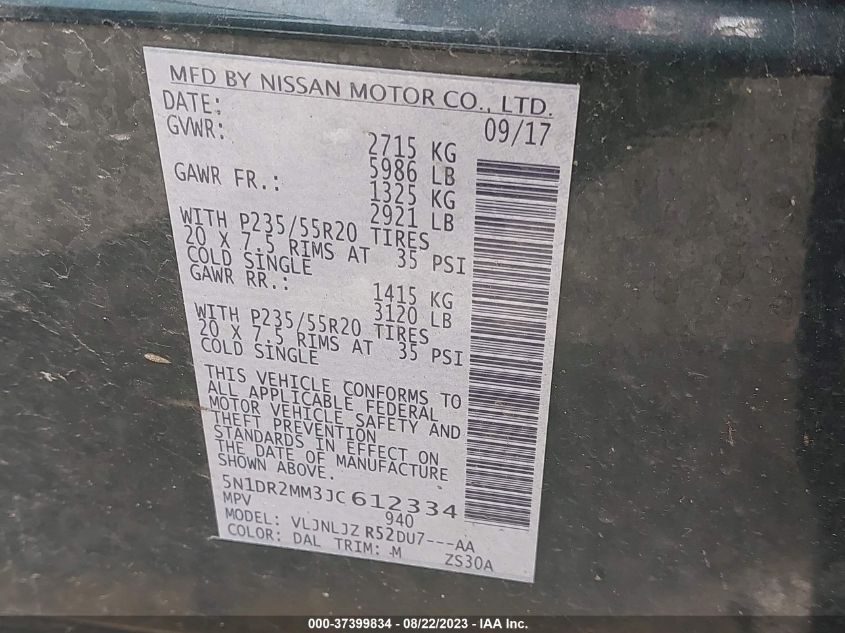 MFD BY NISSAN MOTOR CO., LTD.
DATE: 09/17
GVWR: 2715 KG
5986 LB
GAWR FR.: 1325 KG
2921 LB
WITH P235/55R20 TIRES
20 X 7.5 RIMS AT 35 PSI
COLD SINGLE
GAWR RR.: 1415 KG
3120 LB
WITH P235/55R20 TIRES
20 X 7.5 RIMS AT 35 PSI
COLD SINGLE
THIS VEHICLE CONFORMS TO
ALL APPLICABLE FEDERAL
MOTOR VEHICLE SAFETY AND
THEFT PREVENTION
STANDARDS IN EFFECT ON
THE DATE OF MANUFACTURE
SHOWN ABOVE.
5N1DR2MM3JC612334
MPV 940
MODEL: VLJNLJZ R52DU7---AA
COLOR: DAL TRIM: M ZS30A
000-37399834 - 08/22/2023 - IAA Inc.